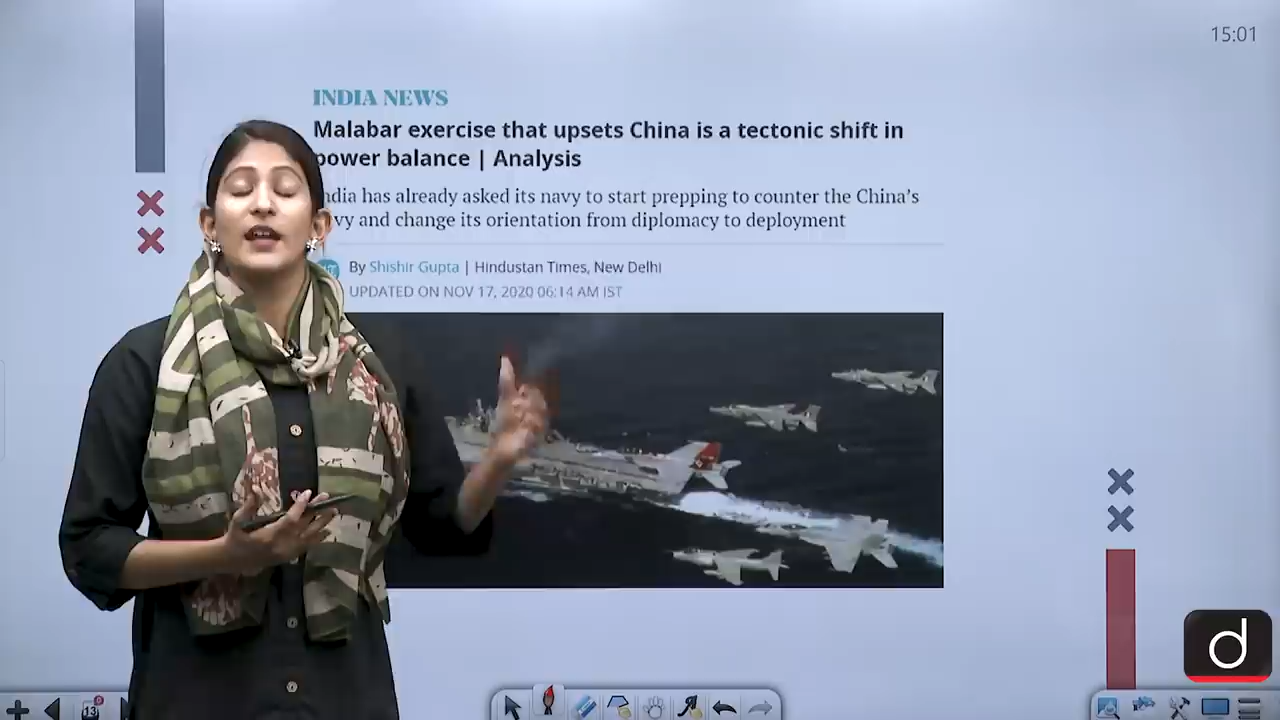 15:01
INDIA NEWS
Malabar exercise that upsets China is a tectonic shift in
power balance | Analysis
India has already asked its navy to start prepping to counter the China's
vy and change its orientation from diplomacy to deployment
By Shishir Gupta | Hindustan Times, New Delhi
UPDATED ON NOV 17, 2020 06:14 AM IST
13
d